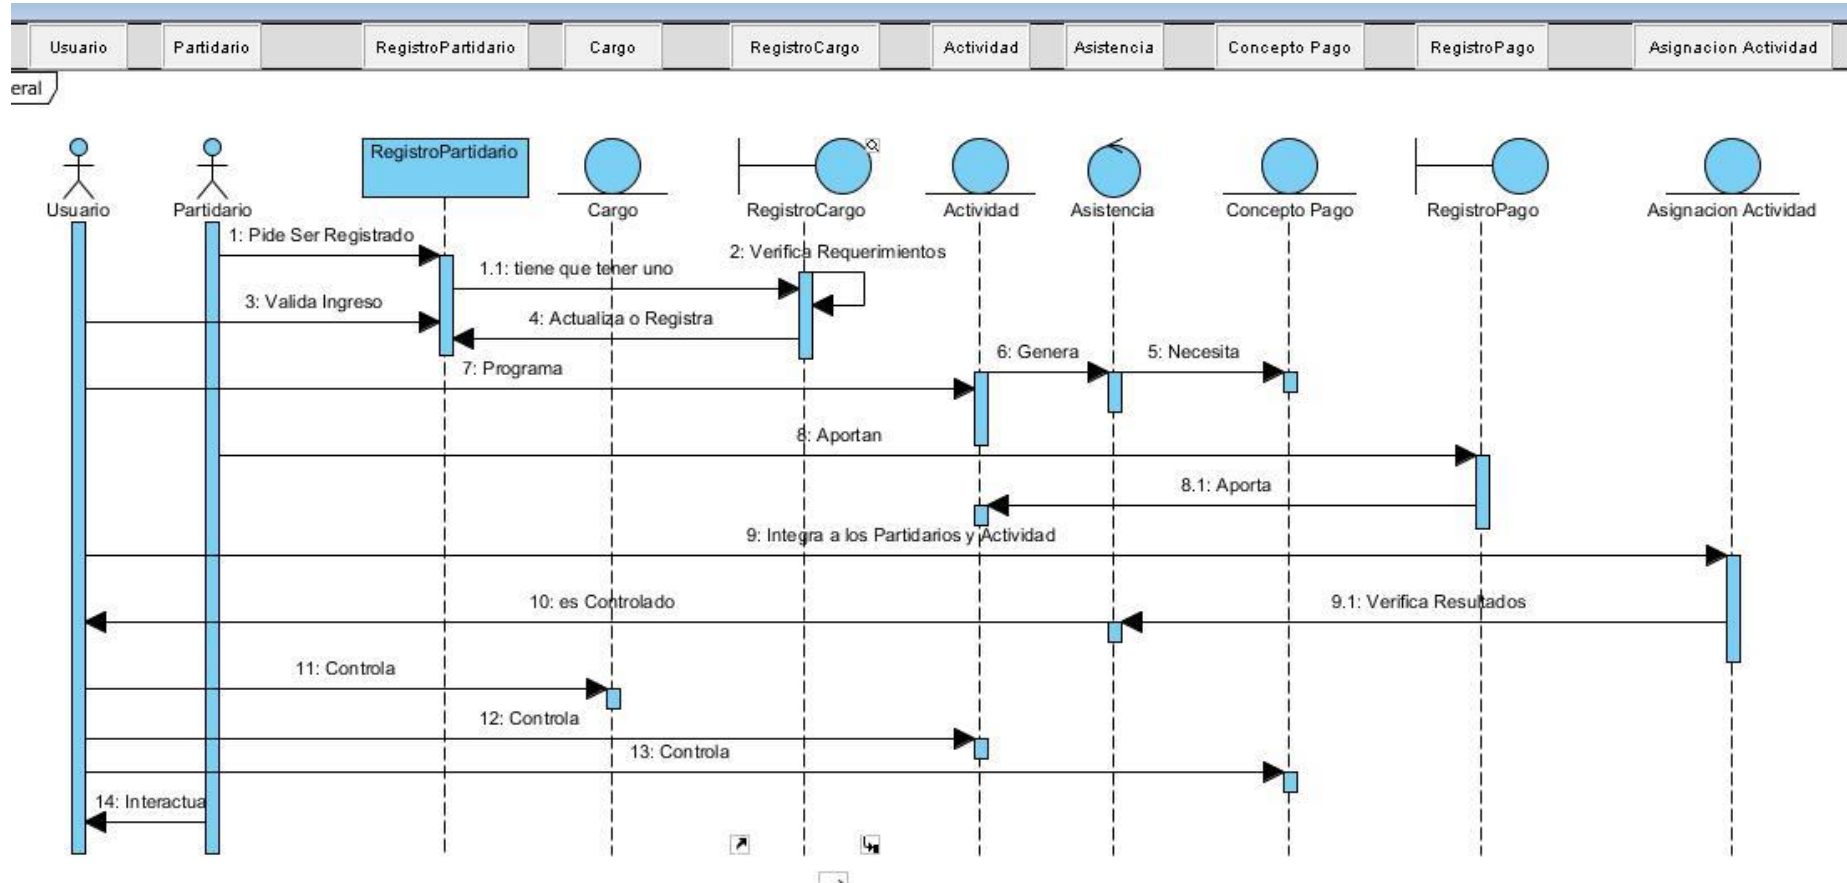 Usuario
Partidario
RegistroPartidario
Cargo
RegistroCargo
Actividad
Asistencia
Concepto Pago
RegistroPago
Asignacion Actividad
eral
RegistroPartidario
Usuario
Partidario
Cargo
RegistroCargo
Actividad
Asistencia
Concepto Pago
RegistroPago
Asignacion Actividad
1: Pide Ser Registrado
2: Verifica Requerimientos
1.1: tiene que tener uno
3: Valida Ingreso
4: Actualiza o Registra
6: Genera
5: Necesita
7: Programa
8: Aportan
8.1: Aporta
9: Integra a los Partidarios y Actividad
10: es Controlado
9.1: Verifica Resultados
11: Controla
12: Controla
13: Controla
14: Interactua